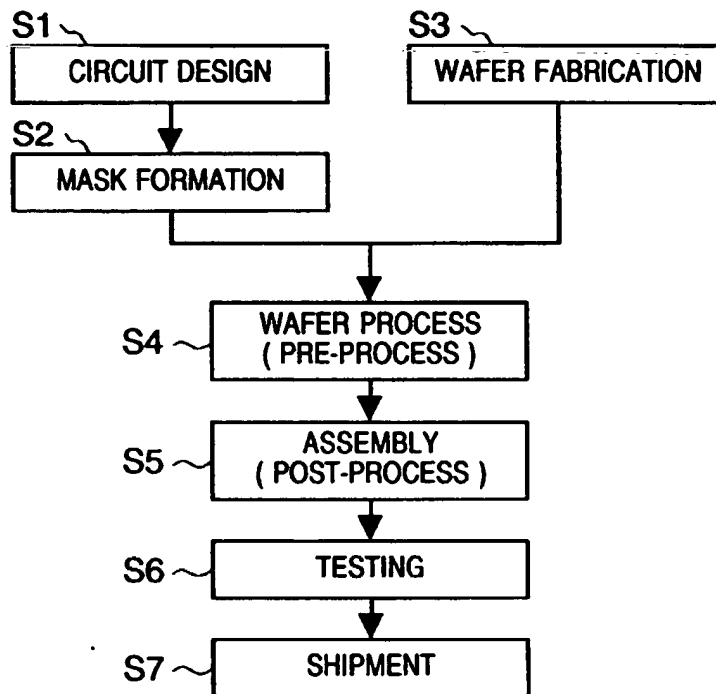 S1
CIRCUIT DESIGN
S3
WAFER FABRICATION
S2
MASK FORMATION
S4
WAFER PROCESS
( PRE-PROCESS )
S5
ASSEMBLY
( POST-PROCESS )
S6
TESTING
S7
SHIPMENT